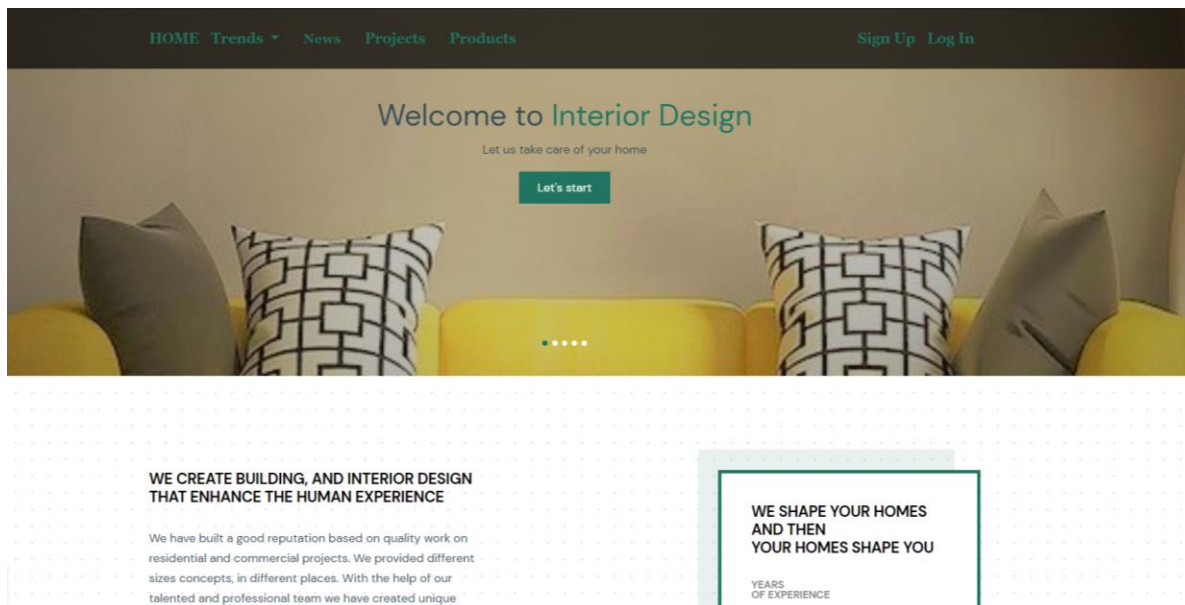 HOME Trends News Projects Products Sign Up Log In
Welcome to Interior Design
Let us take care of your home
Let's start
WE CREATE BUILDING, AND INTERIOR DESIGN
THAT ENHANCE THE HUMAN EXPERIENCE
We have built a good reputation based on quality work on
residential and commercial projects. We provided different
sizes concepts, in different places. With the help of our
talented and professional team we have created unique
WE SHAPE YOUR HOMES
AND THEN
YOUR HOMES SHAPE YOU
YEARS
OF EXPERIENCE